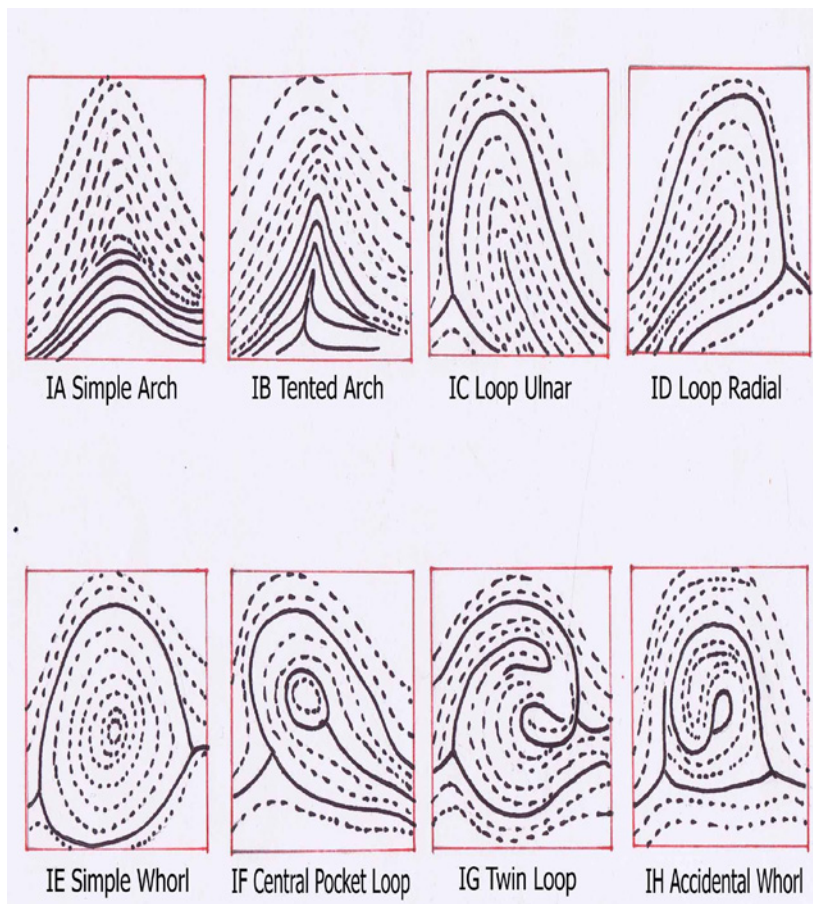 IA Simple Arch
IB Tented Arch
IC Loop Ulnar
ID Loop Radial
IE Simple Whorl
IF Central Pocket Loop
IG Twin Loop
IH Accidental Whorl